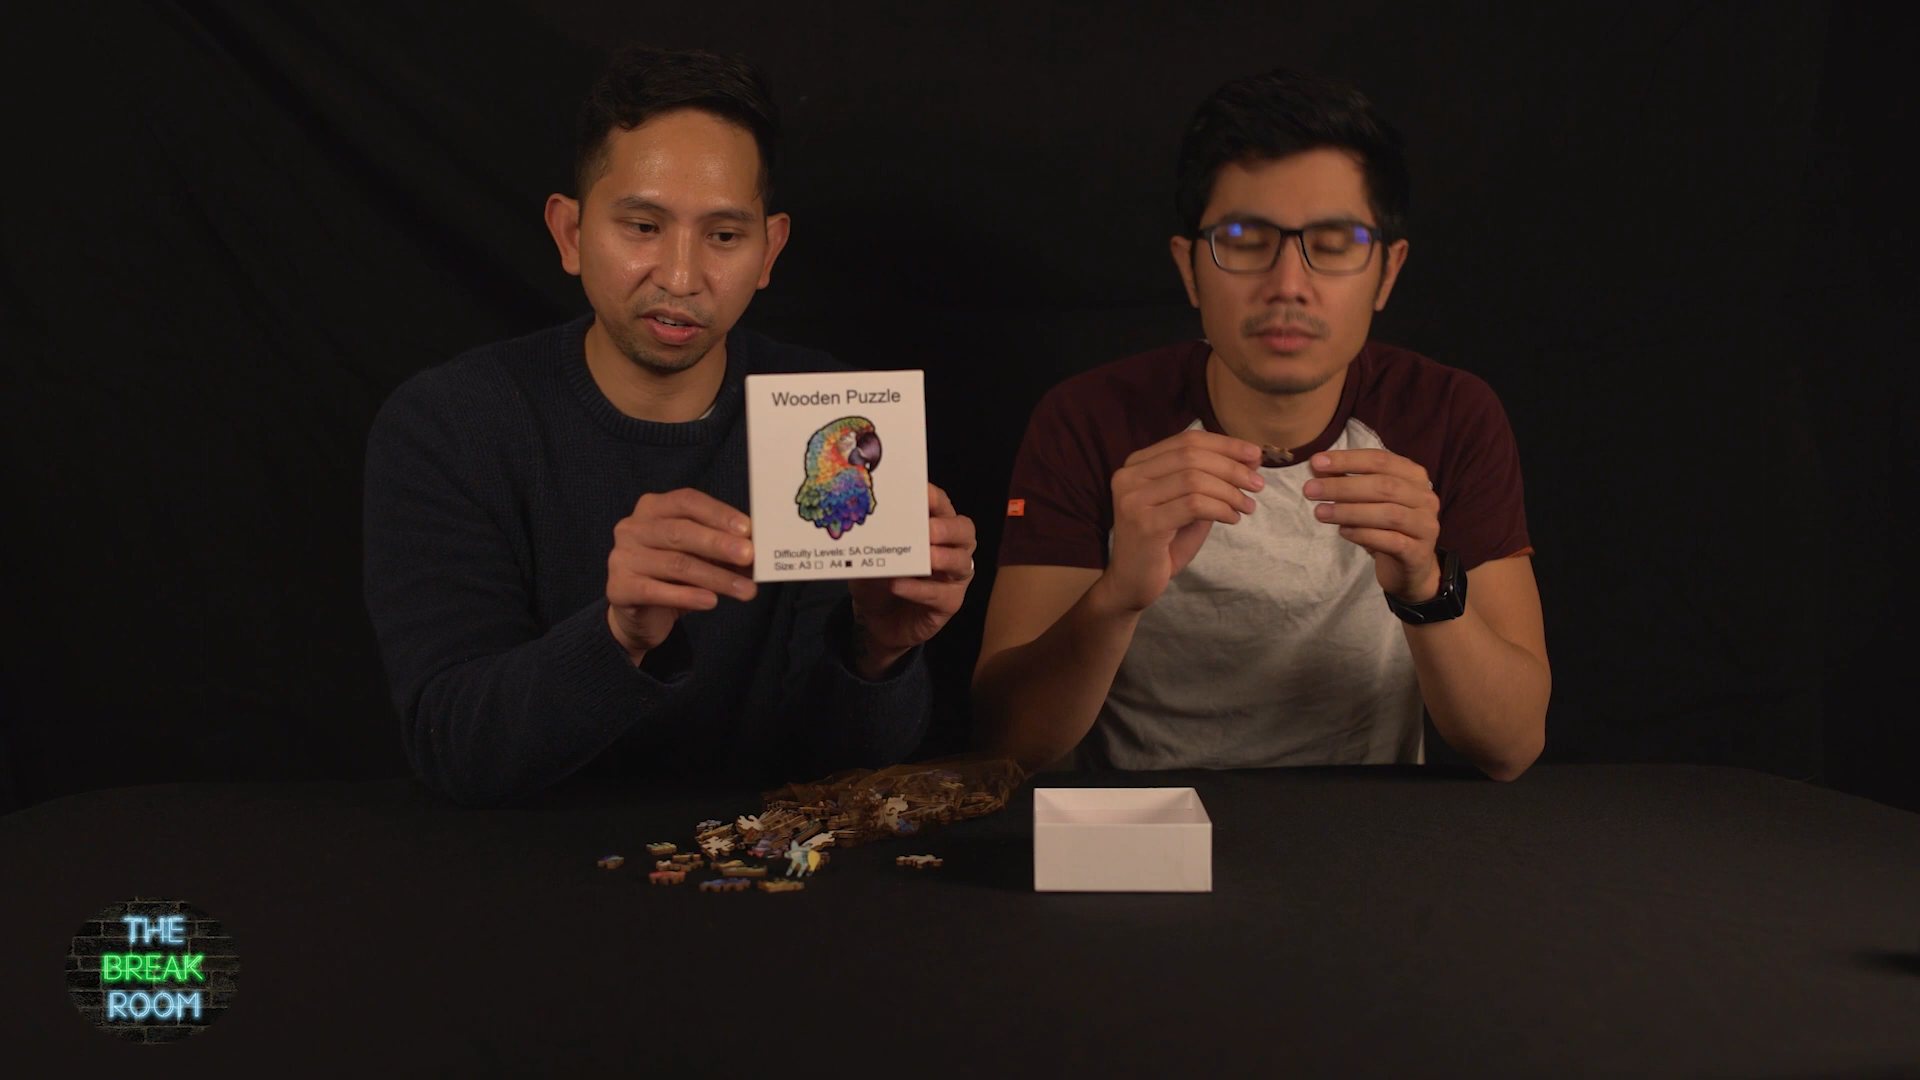 Wooden Puzzle
Difficulty Levels: 5A Challenger
Size: A3 □ A4 ■ A5 □
THE
BREAK
ROOM